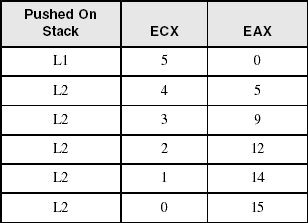 Pushed On Stack ECX EAX
L1 5 0
L2 4 5
L2 3 9
L2 2 12
L2 1 14
L2 0 15